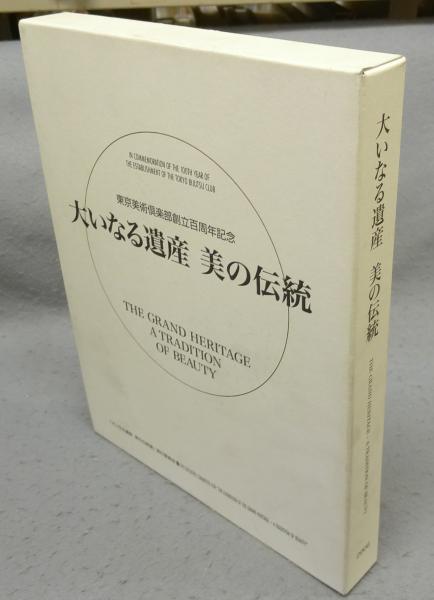 IN COMMEMORATION OF THE 100TH YEAR OF
THE ESTABLISHMENT OF THE TOKYO BIJUTSU CLUB
東京美術倶楽部創立百周年記念
大いなる遺産 美の伝統
THE GRAND HERITAGE
A TRADITION
OF BEAUTY
大いなる遺産 美の伝統
THE GRAND HERITAGE · A TRADITION OF BEAUTY
2006